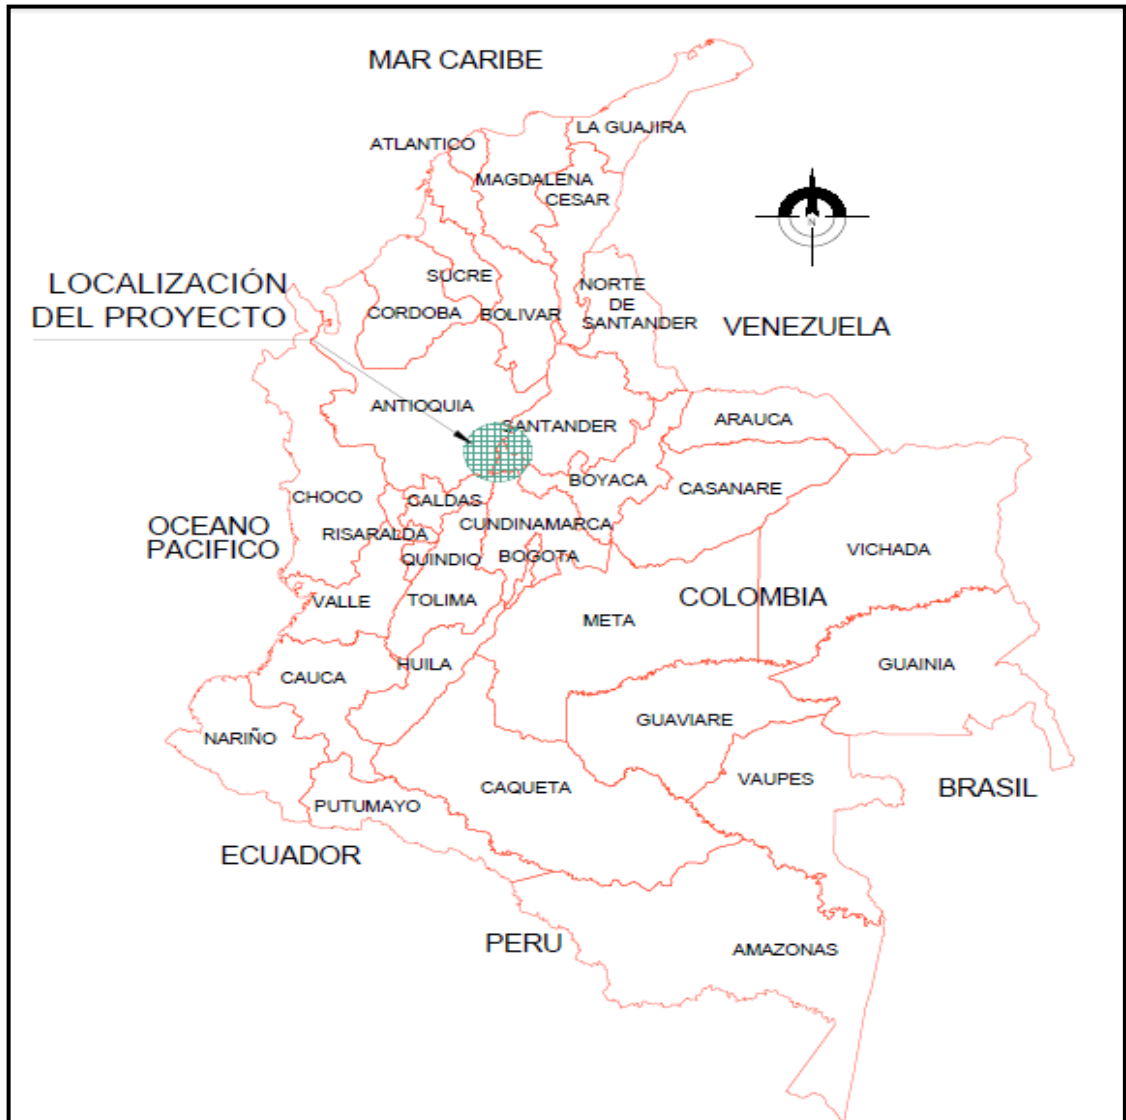 MAR CARIBE
LA GUAJIRA
ATLANTICO
MAGDALENA
CESAR
N
LOCALIZACIÓN
DEL PROYECTO
SUCRE
CORDOBA
BOLIVAR
NORTE
DE
SANTANDER
VENEZUELA
ANTIOQUIA
SANTANDER
ARAUCA
BOYACA
CASANARE
CHOCO
CALDAS
OCEANO
PACIFICO
RISARALDA
CUNDINAMARCA
QUINDIO
BOGOTA
VICHADA
VALLE
TOLIMA
META
COLOMBIA
CAUCA
HUILA
GUAINIA
NARIÑO
GUAVIARE
PUTUMAYO
CAQUETA
VAUPES
BRASIL
ECUADOR
PERU
AMAZONAS